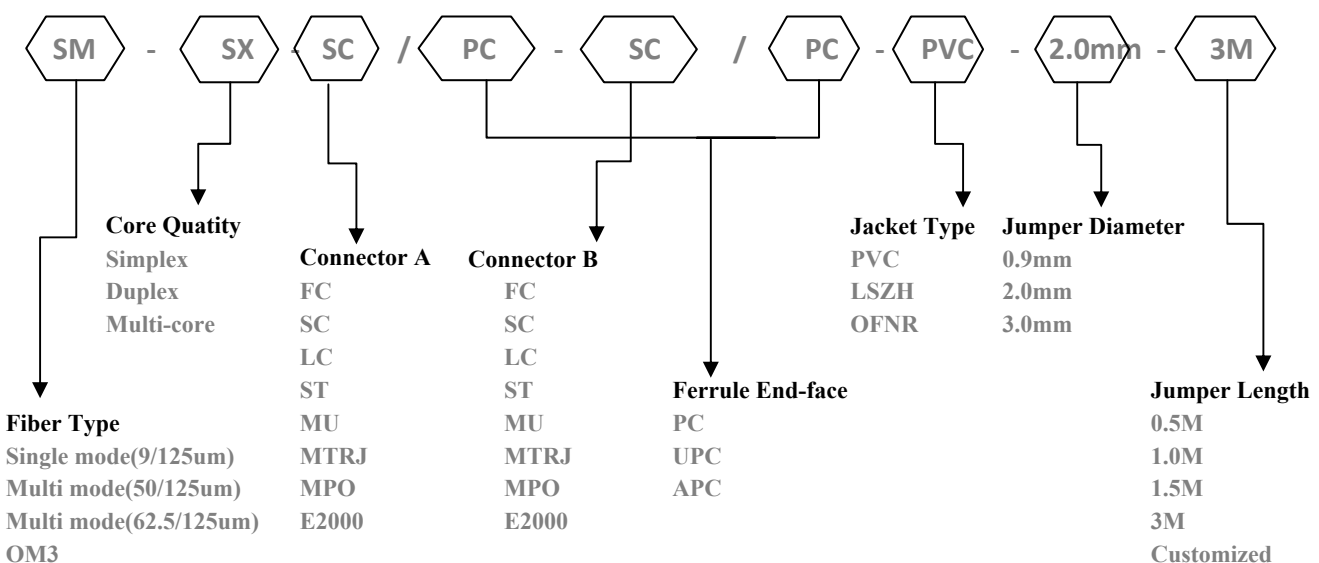 SM - SX - SC / PC - SC / PC - PVC - 2.0mm - 3M
Core Quatity
Simplex
Duplex
Multi-core
Connector A
FC
SC
LC
ST
MU
MTRJ
MPO
E2000
Connector B
FC
SC
LC
ST
MU
MTRJ
MPO
E2000
Jacket Type
PVC
LSZH
OFNR
Jumper Diameter
0.9mm
2.0mm
3.0mm
Fiber Type
Single mode(9/125um)
Multi mode(50/125um)
Multi mode(62.5/125um)
OM3
Ferrule End-face
PC
UPC
APC
Jumper Length
0.5M
1.0M
1.5M
3M
Customized